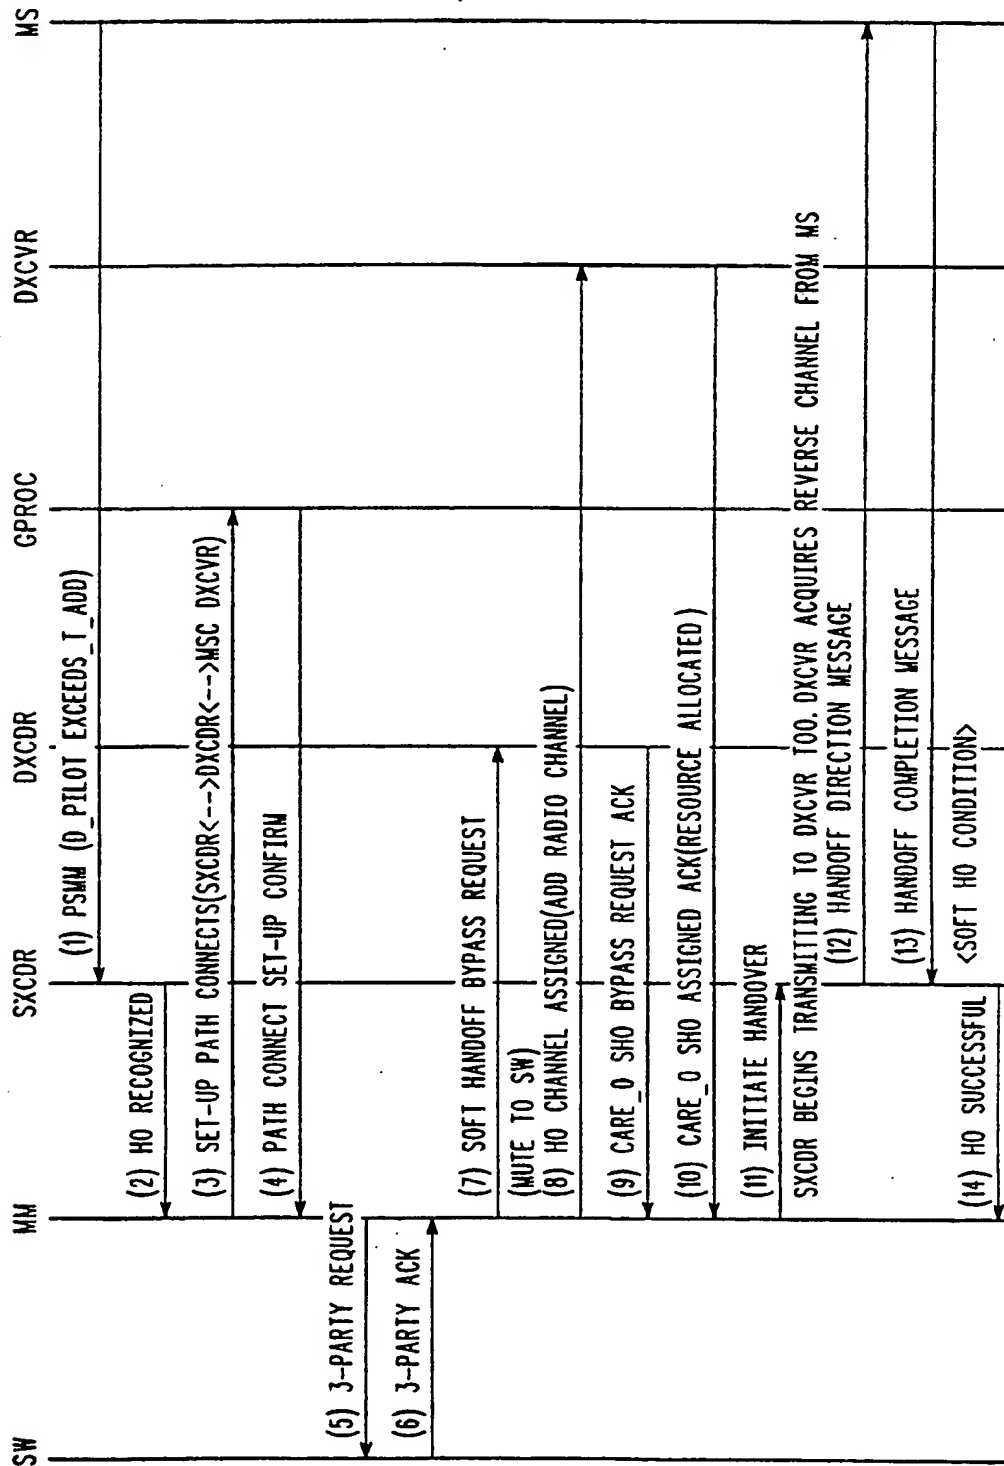 SW
MM
SXCDR
DXCDR
GPROC
DXCVR
MS
(1) PSMM (D_PILOT EXCEEDS_T_ADD)
(2) HO RECOGNIZED
(3) SET-UP PATH CONNECTS(SXCDR<-->DXCDR<-->MSC DXCVR)
(4) PATH CONNECT SET-UP CONFIRM
(5) 3-PARTY REQUEST
(6) 3-PARTY ACK
(7) SOFT HANDOFF BYPASS REQUEST
(MUTE TO SW)
(8) HO CHANNEL ASSIGNED(ADD RADIO CHANNEL)
(9) CARE_O SHO BYPASS REQUEST ACK
(10) CARE_O SHO ASSIGNED ACK(RESOURCE ALLOCATED)
(11) INITIATE HANDOVER
SXCDR BEGINS TRANSMITTING TO DXCVR TOO. DXCVR ACQUIRES REVERSE CHANNEL FROM MS
(12) HANDOFF DIRECTION MESSAGE
(13) HANDOFF COMPLETION MESSAGE
<SOFT HO CONDITION>
(14) HO SUCCESSFUL